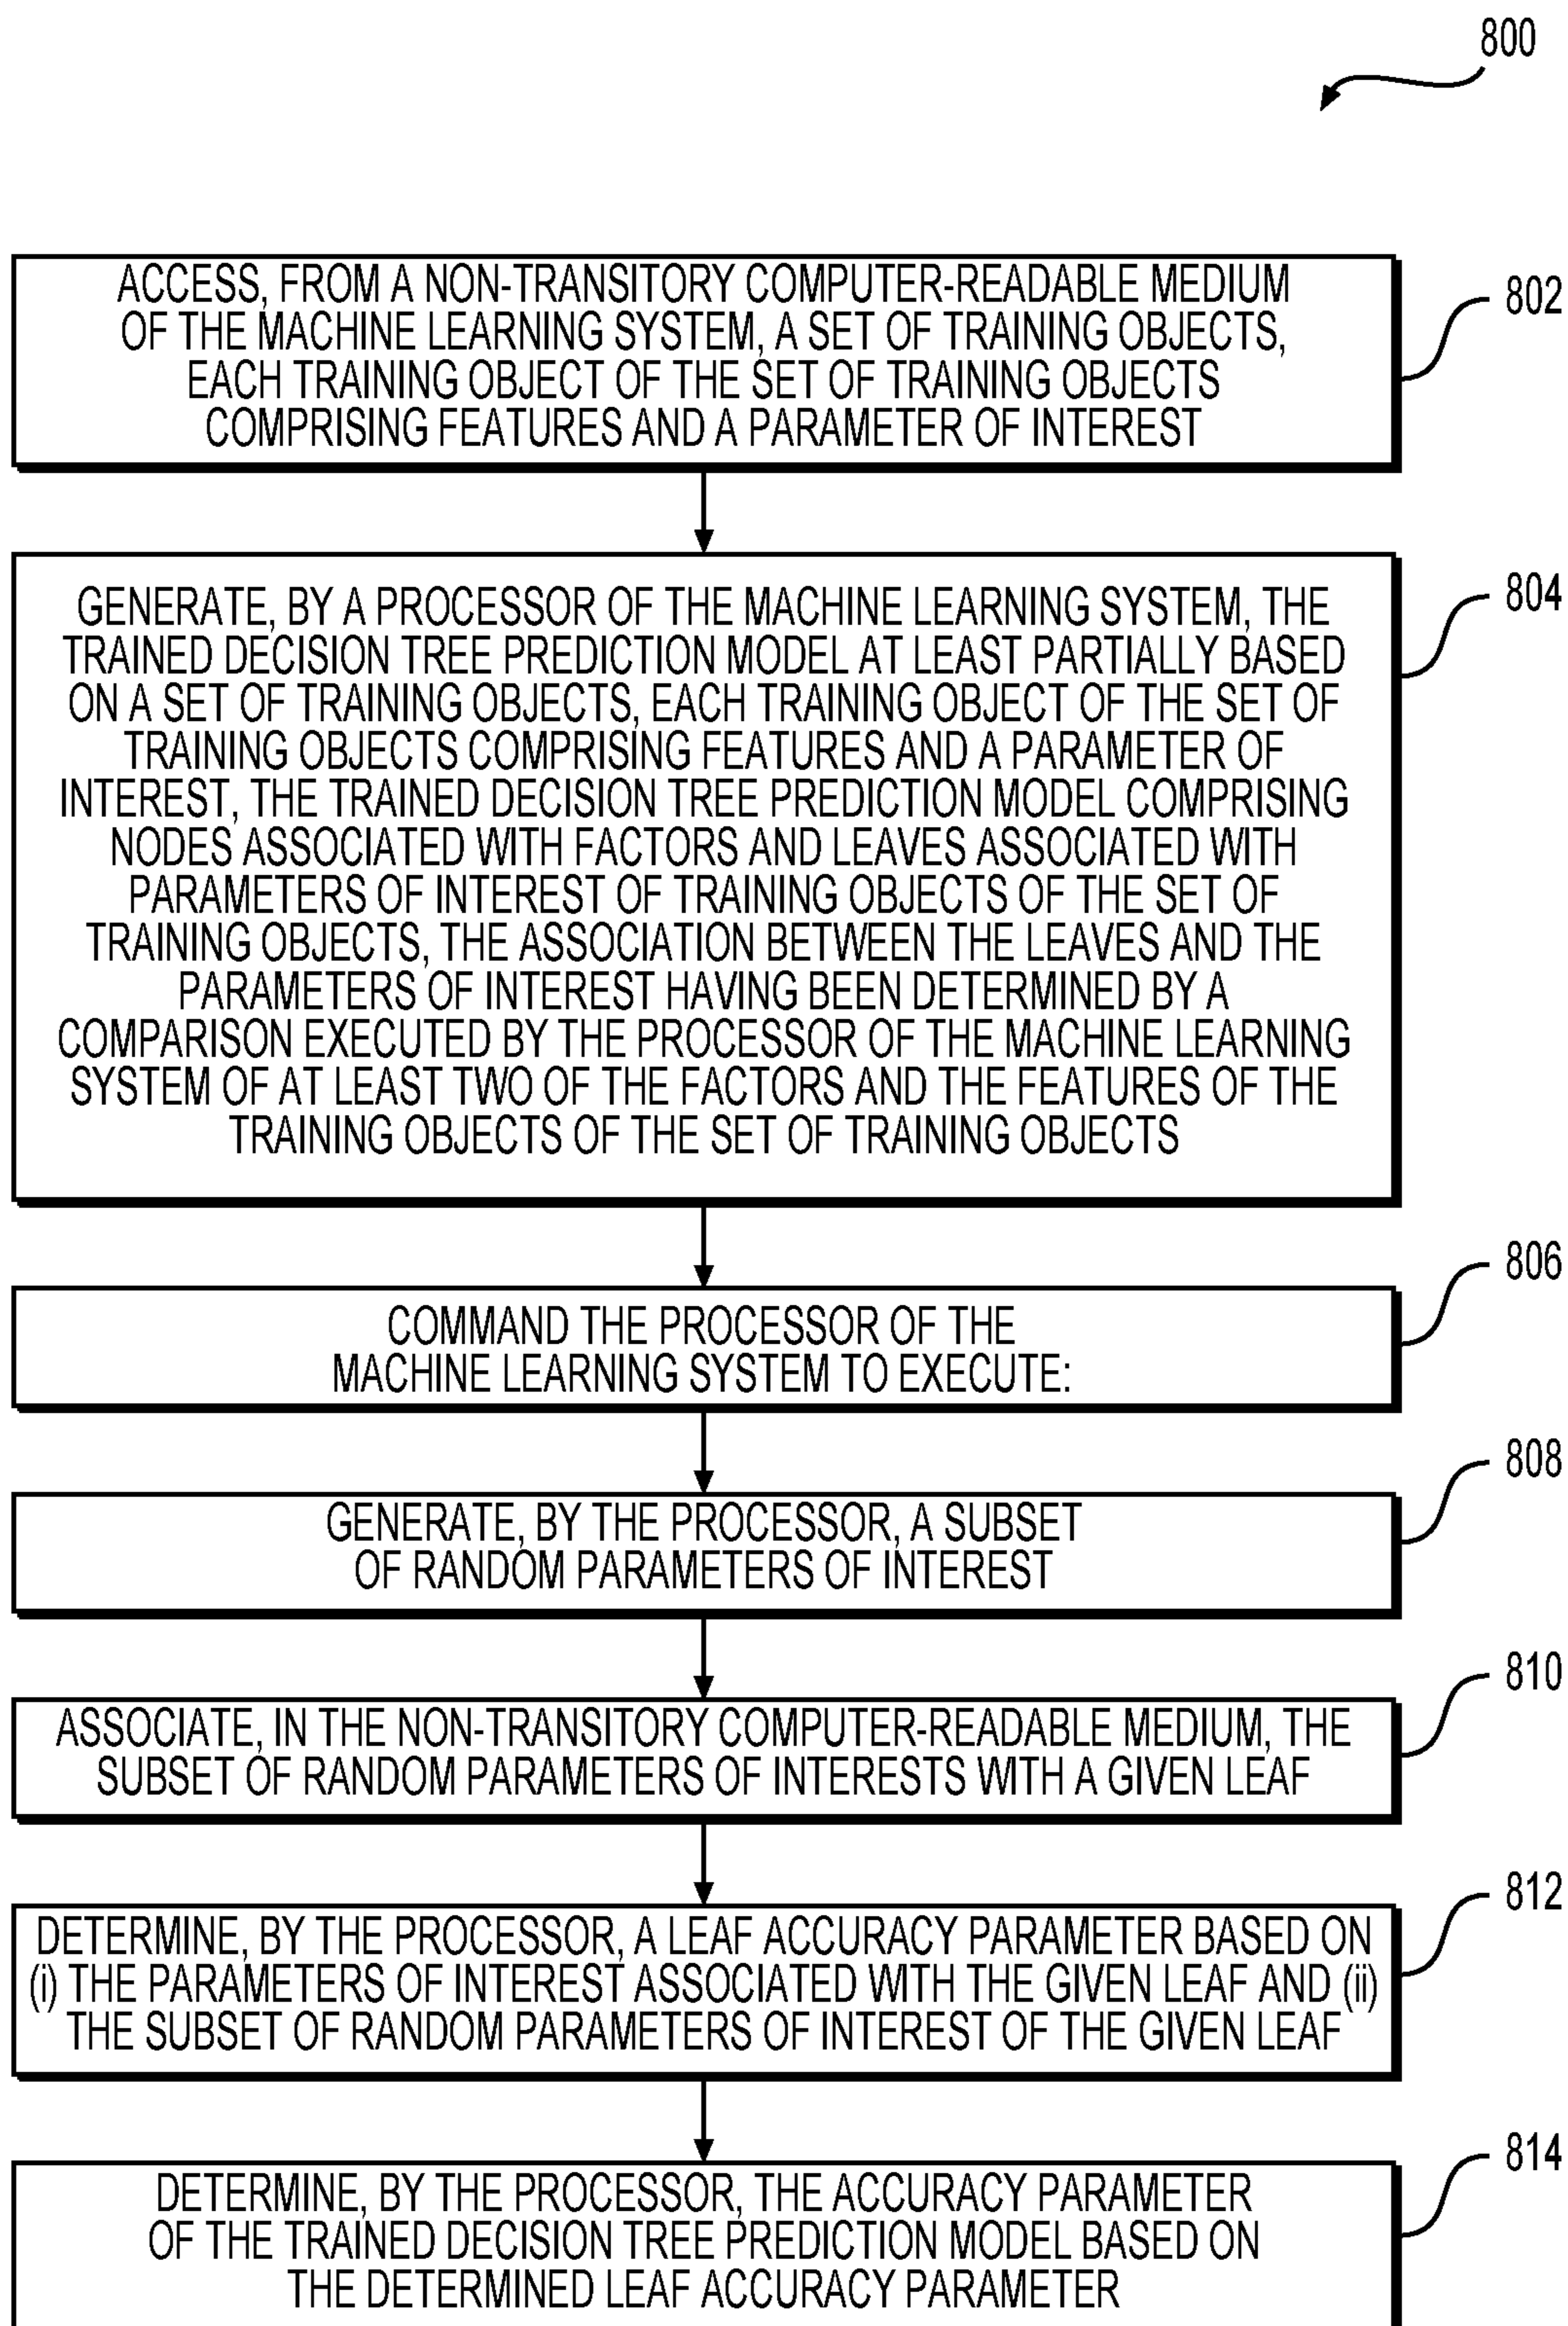 800
ACCESS, FROM A NON-TRANSITORY COMPUTER-READABLE MEDIUM
OF THE MACHINE LEARNING SYSTEM, A SET OF TRAINING OBJECTS,
EACH TRAINING OBJECT OF THE SET OF TRAINING OBJECTS
COMPRISING FEATURES AND A PARAMETER OF INTEREST
802
GENERATE, BY A PROCESSOR OF THE MACHINE LEARNING SYSTEM, THE
TRAINED DECISION TREE PREDICTION MODEL AT LEAST PARTIALLY BASED
ON A SET OF TRAINING OBJECTS, EACH TRAINING OBJECT OF THE SET OF
TRAINING OBJECTS COMPRISING FEATURES AND A PARAMETER OF
INTEREST, THE TRAINED DECISION TREE PREDICTION MODEL COMPRISING
NODES ASSOCIATED WITH FACTORS AND LEAVES ASSOCIATED WITH
PARAMETERS OF INTEREST OF TRAINING OBJECTS OF THE SET OF
TRAINING OBJECTS, THE ASSOCIATION BETWEEN THE LEAVES AND THE
PARAMETERS OF INTEREST HAVING BEEN DETERMINED BY A
COMPARISON EXECUTED BY THE PROCESSOR OF THE MACHINE LEARNING
SYSTEM OF AT LEAST TWO OF THE FACTORS AND THE FEATURES OF THE
TRAINING OBJECTS OF THE SET OF TRAINING OBJECTS
804
COMMAND THE PROCESSOR OF THE
MACHINE LEARNING SYSTEM TO EXECUTE:
806
GENERATE, BY THE PROCESSOR, A SUBSET
OF RANDOM PARAMETERS OF INTEREST
808
ASSOCIATE, IN THE NON-TRANSITORY COMPUTER-READABLE MEDIUM, THE
SUBSET OF RANDOM PARAMETERS OF INTERESTS WITH A GIVEN LEAF
810
DETERMINE, BY THE PROCESSOR, A LEAF ACCURACY PARAMETER BASED ON
(i) THE PARAMETERS OF INTEREST ASSOCIATED WITH THE GIVEN LEAF AND (ii)
THE SUBSET OF RANDOM PARAMETERS OF INTEREST OF THE GIVEN LEAF
812
DETERMINE, BY THE PROCESSOR, THE ACCURACY PARAMETER
OF THE TRAINED DECISION TREE PREDICTION MODEL BASED ON
THE DETERMINED LEAF ACCURACY PARAMETER
814